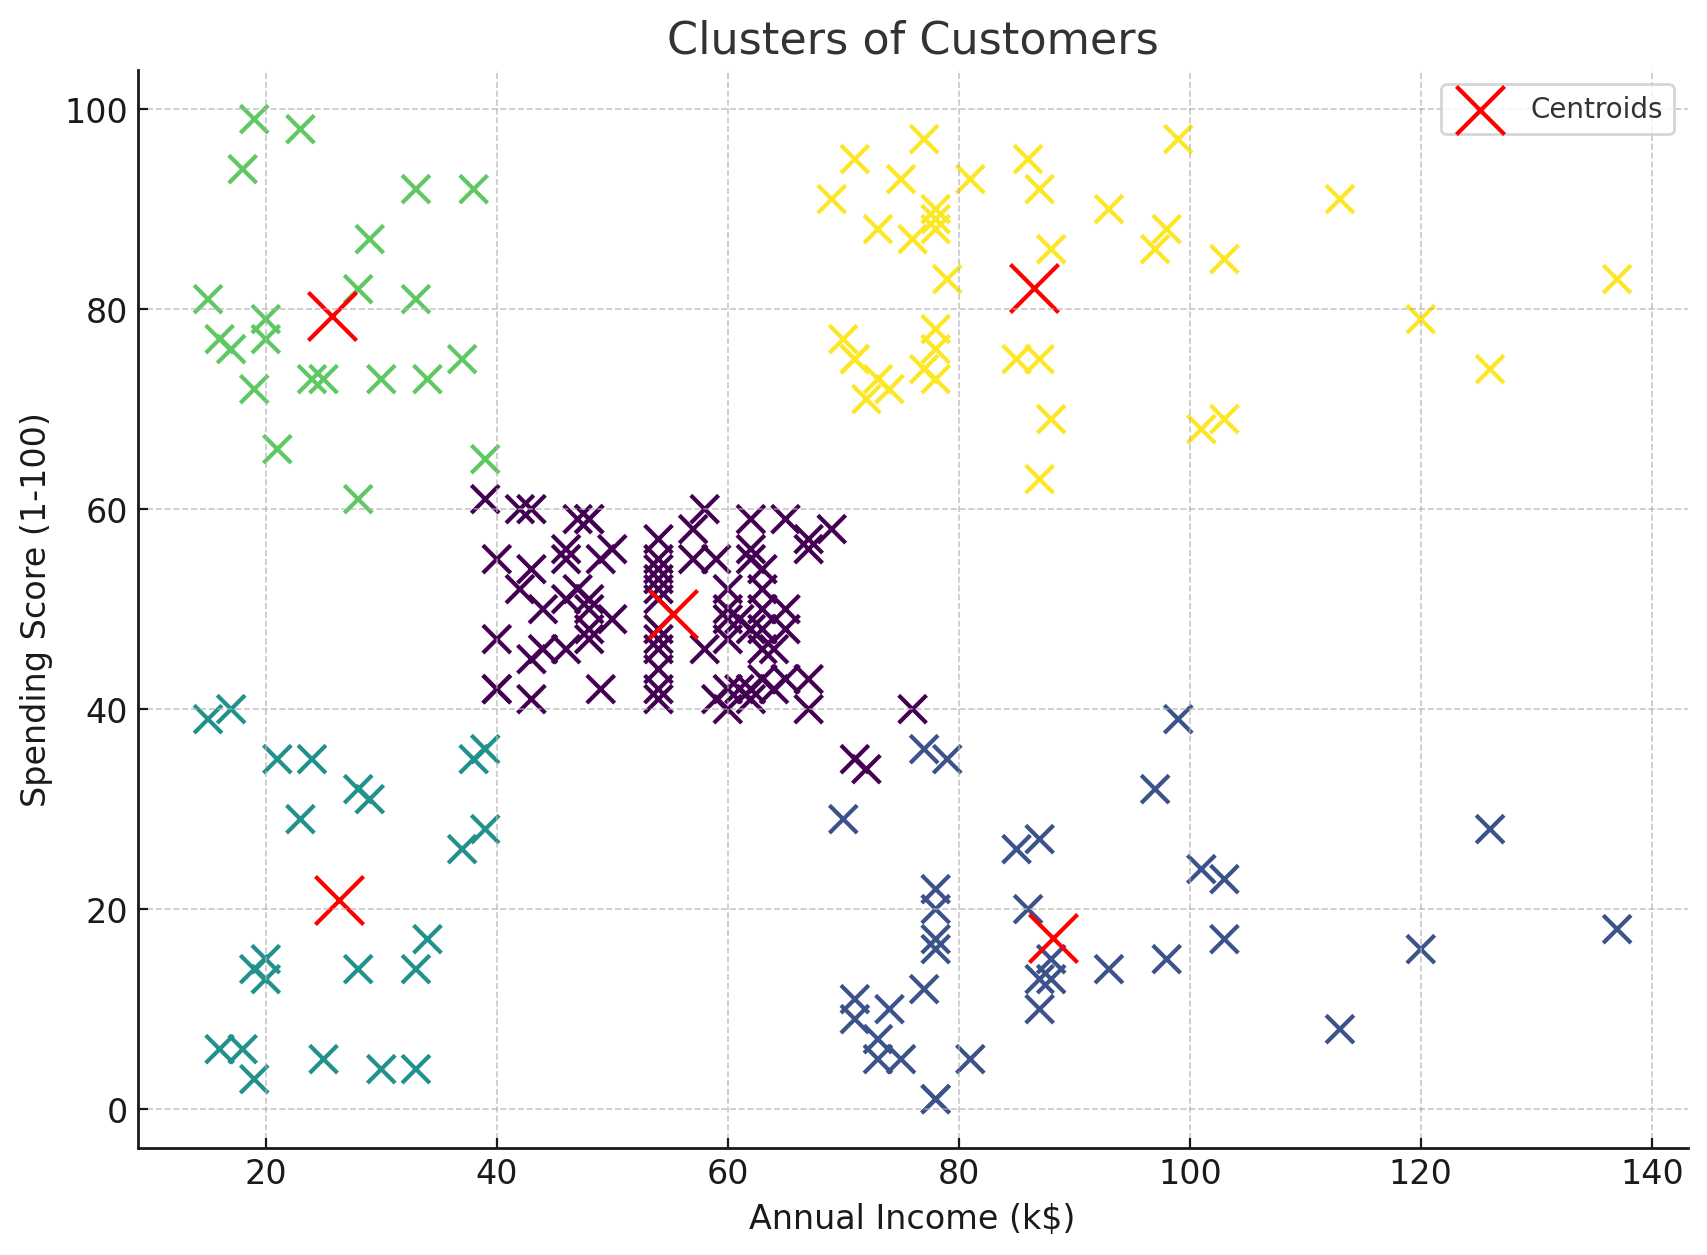 Clusters of Customers
Centroids
100
80
60
40
20
0
Spending Score (1-100)
20 40 60 80 100 120 140
Annual Income (k$)